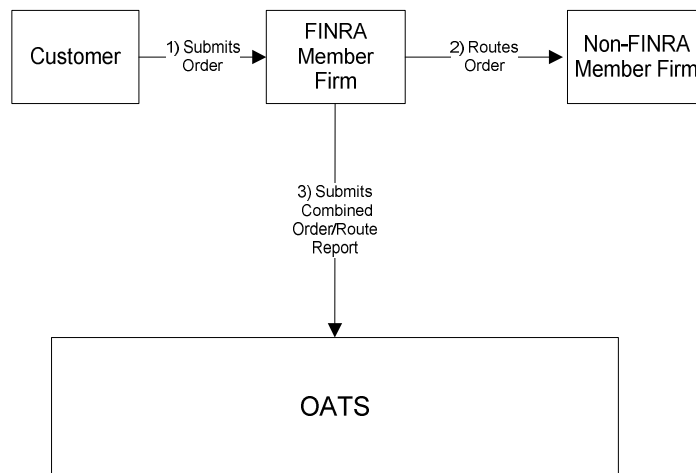 Customer
1) Submits
Order
FINRA
Member
Firm
2) Routes
Order
Non-FINRA
Member Firm
3) Submits
Combined
Order/Route
Report
OATS